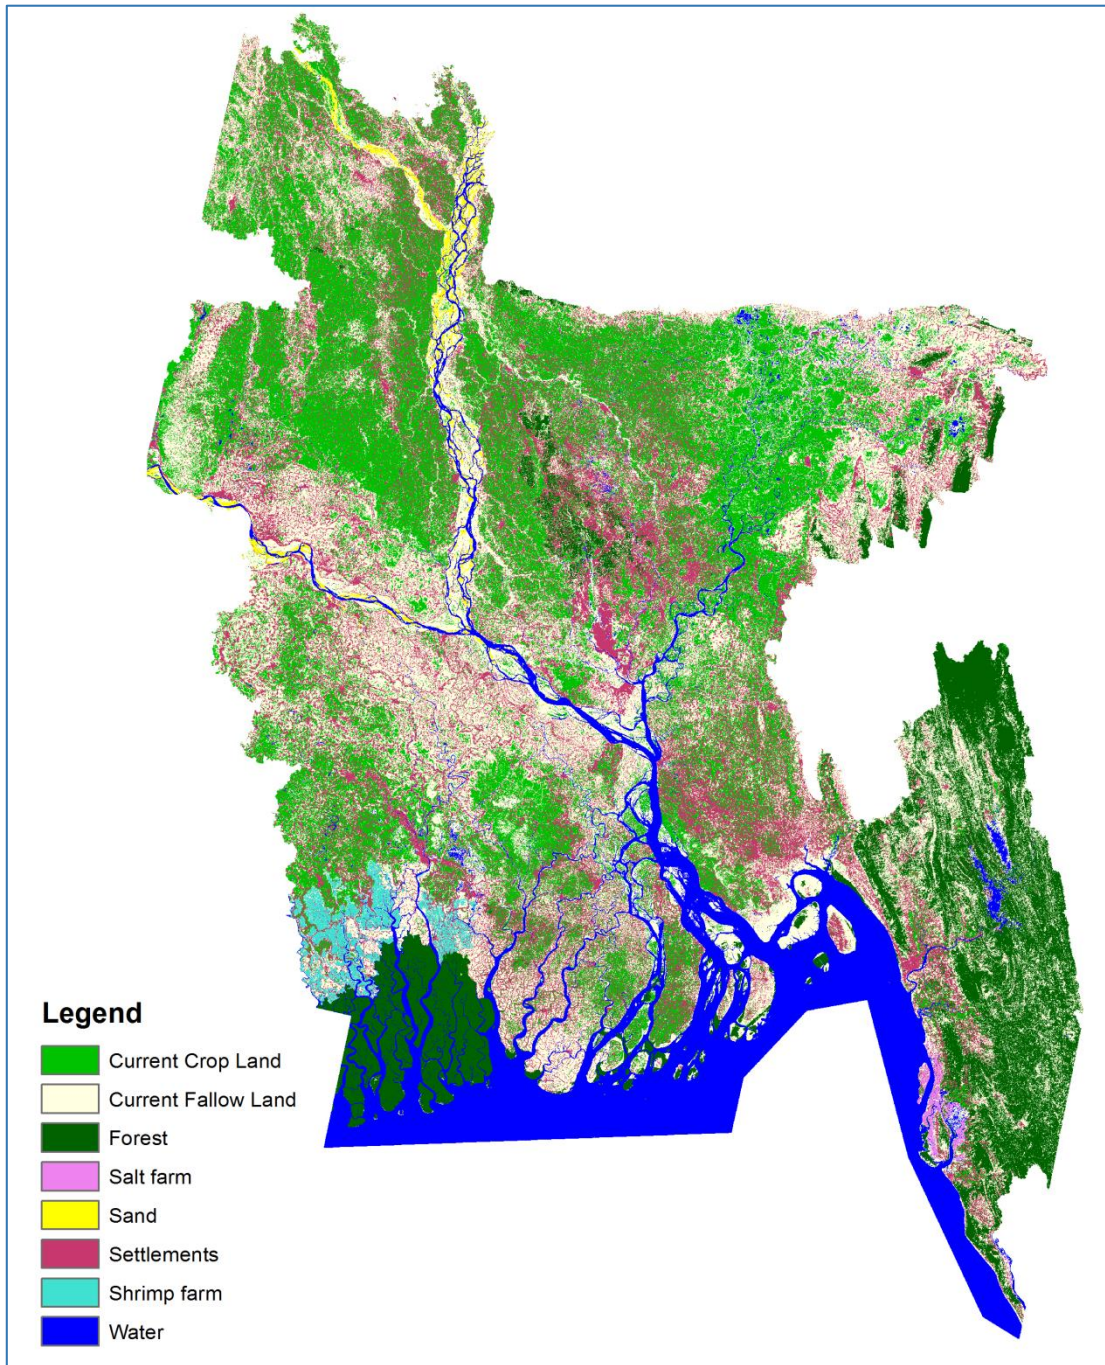 Legend
Current Crop Land
Current Fallow Land
Forest
Salt farm
Sand
Settlements
Shrimp farm
Water